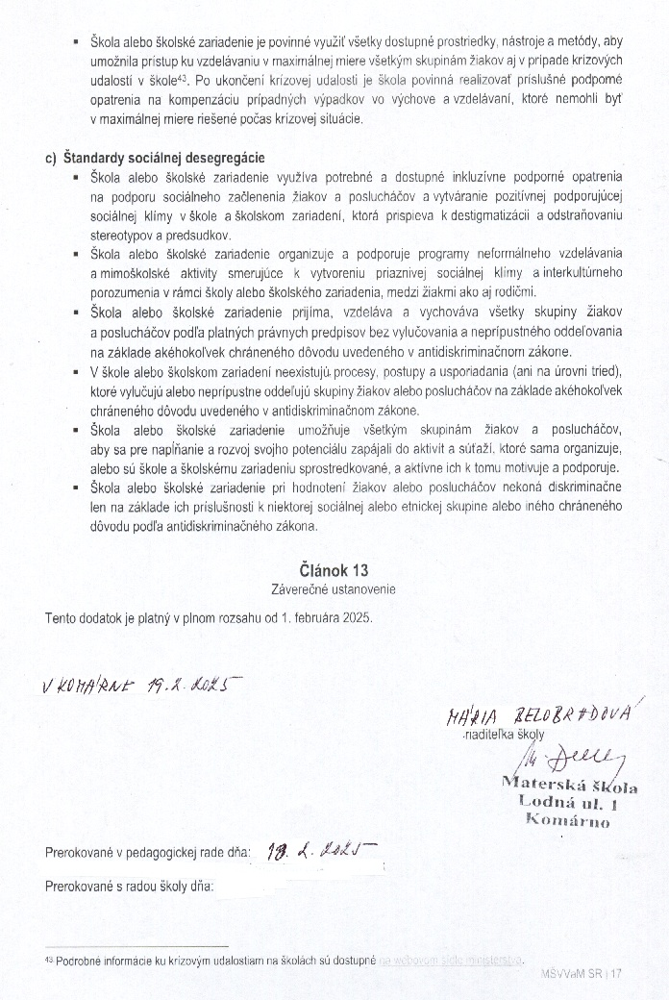 ▪ Škola alebo školské zariadenie je povinné využiť všetky dostupné prostriedky, nástroje a metódy, aby
umožnila prístup ku vzdelávaniu v maximálnej miere všetkým skupinám žiakov aj v prípade krízových
udalostí v škole⁴³. Po ukončení krízovej udalosti je škola povinná realizovať príslušné podporné
opatrenia na kompenzáciu prípadných výpadkov vo výchove a vzdelávaní, ktoré nemohli byť
v maximálnej miere riešené počas krízovej situácie.
c) Štandardy sociálnej desegregácie
▪ Škola alebo školské zariadenie využíva potrebné a dostupné inkluzívne podporné opatrenia
na podporu sociálneho začlenenia žiakov a poslucháčov a vytváranie pozitívnej podporujúcej
sociálnej klímy v škole a školskom zariadení, ktorá prispieva k destigmatizácii a odstraňovaniu
stereotypov a predsudkov.
▪ Škola alebo školské zariadenie organizuje a podporuje programy neformálneho vzdelávania
a mimoškolské aktivity smerujúce k vytvoreniu priaznivej sociálnej klímy a interkultúrneho
porozumenia v rámci školy alebo školského zariadenia, medzi žiakmi ako aj rodičmi.
▪ Škola alebo školské zariadenie prijíma, vzdeláva a vychováva všetky skupiny žiakov
a poslucháčov podľa platných právnych predpisov bez vylučovania a neprípustného oddeľovania
na základe akéhokoľvek chráneného dôvodu uvedeného v antidiskriminačnom zákone.
▪ V škole alebo školskom zariadení neexistujú procesy, postupy a usporiadania (ani na úrovni tried),
ktoré vylučujú alebo neprípustne oddeľujú skupiny žiakov alebo poslucháčov na základe akéhokoľvek
chráneného dôvodu uvedeného v antidiskriminačnom zákone.
▪ Škola alebo školské zariadenie umožňuje všetkým skupinám žiakov a poslucháčov,
aby sa pre napĺňanie a rozvoj svojho potenciálu zapájali do aktivít a súťaží, ktoré sama organizuje,
alebo sú škole a školskému zariadeniu sprostredkované, a aktívne ich k tomu motivuje a podporuje.
▪ Škola alebo školské zariadenie pri hodnotení žiakov alebo poslucháčov nekoná diskriminačne
len na základe ich príslušnosti k niektorej sociálnej alebo etnickej skupine alebo iného chráneného
dôvodu podľa antidiskriminačného zákona.
Článok 13
Záverečné ustanovenie
Tento dodatok je platný v plnom rozsahu od 1. februára 2025.
V KOMÁRNE 19.2.2025
MÁRIA BELOBRADOVÁ
riaditeľka školy
Materská škola
Lodná ul. 1
Komárno
Prerokované v pedagogickej rade dňa: 18.2.2025
Prerokované s radou školy dňa:
⁴³ Podrobné informácie ku krízovým udalostiam na školách sú dostupné na webovom sídle ministerstva.
MŠVVaM SR | 17